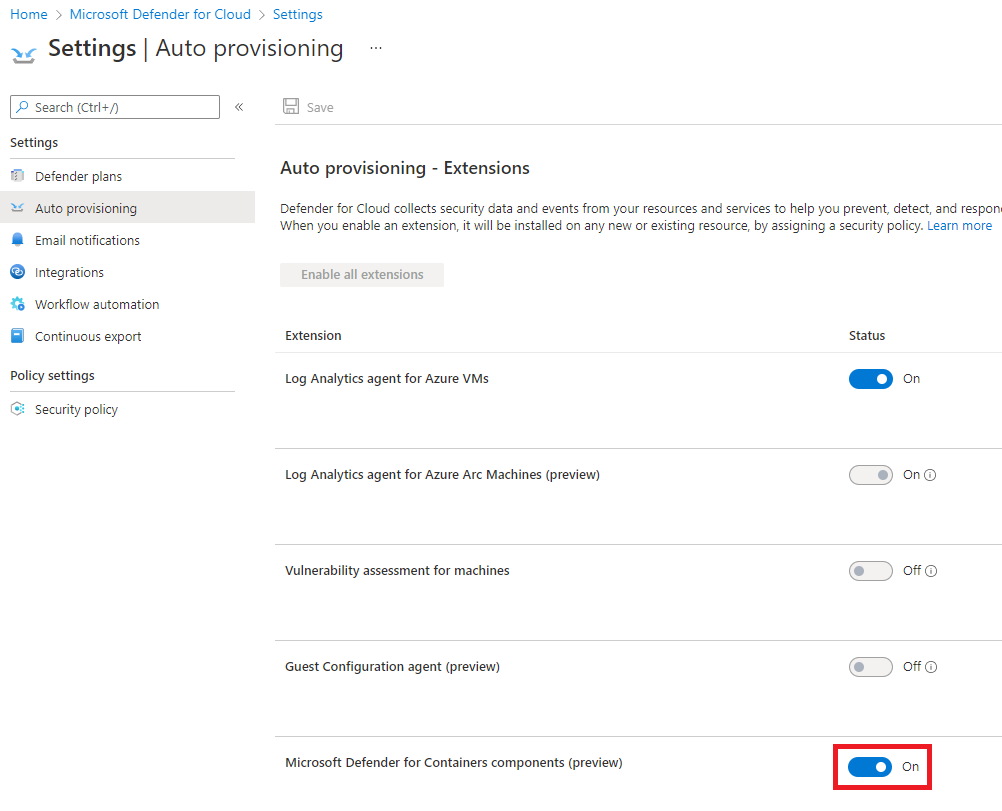 Home > Microsoft Defender for Cloud > Settings
Settings | Auto provisioning ...
Search (Ctrl+/)
«
Save
Settings
Defender plans
Auto provisioning
Email notifications
Integrations
Workflow automation
Continuous export
Policy settings
Security policy
Auto provisioning - Extensions
Defender for Cloud collects security data and events from your resources and services to help you prevent, detect, and respon
When you enable an extension, it will be installed on any new or existing resource, by assigning a security policy. Learn more
Enable all extensions
Extension Status
Log Analytics agent for Azure VMs On
Log Analytics agent for Azure Arc Machines (preview) On
Vulnerability assessment for machines Off
Guest Configuration agent (preview) Off
Microsoft Defender for Containers components (preview) On